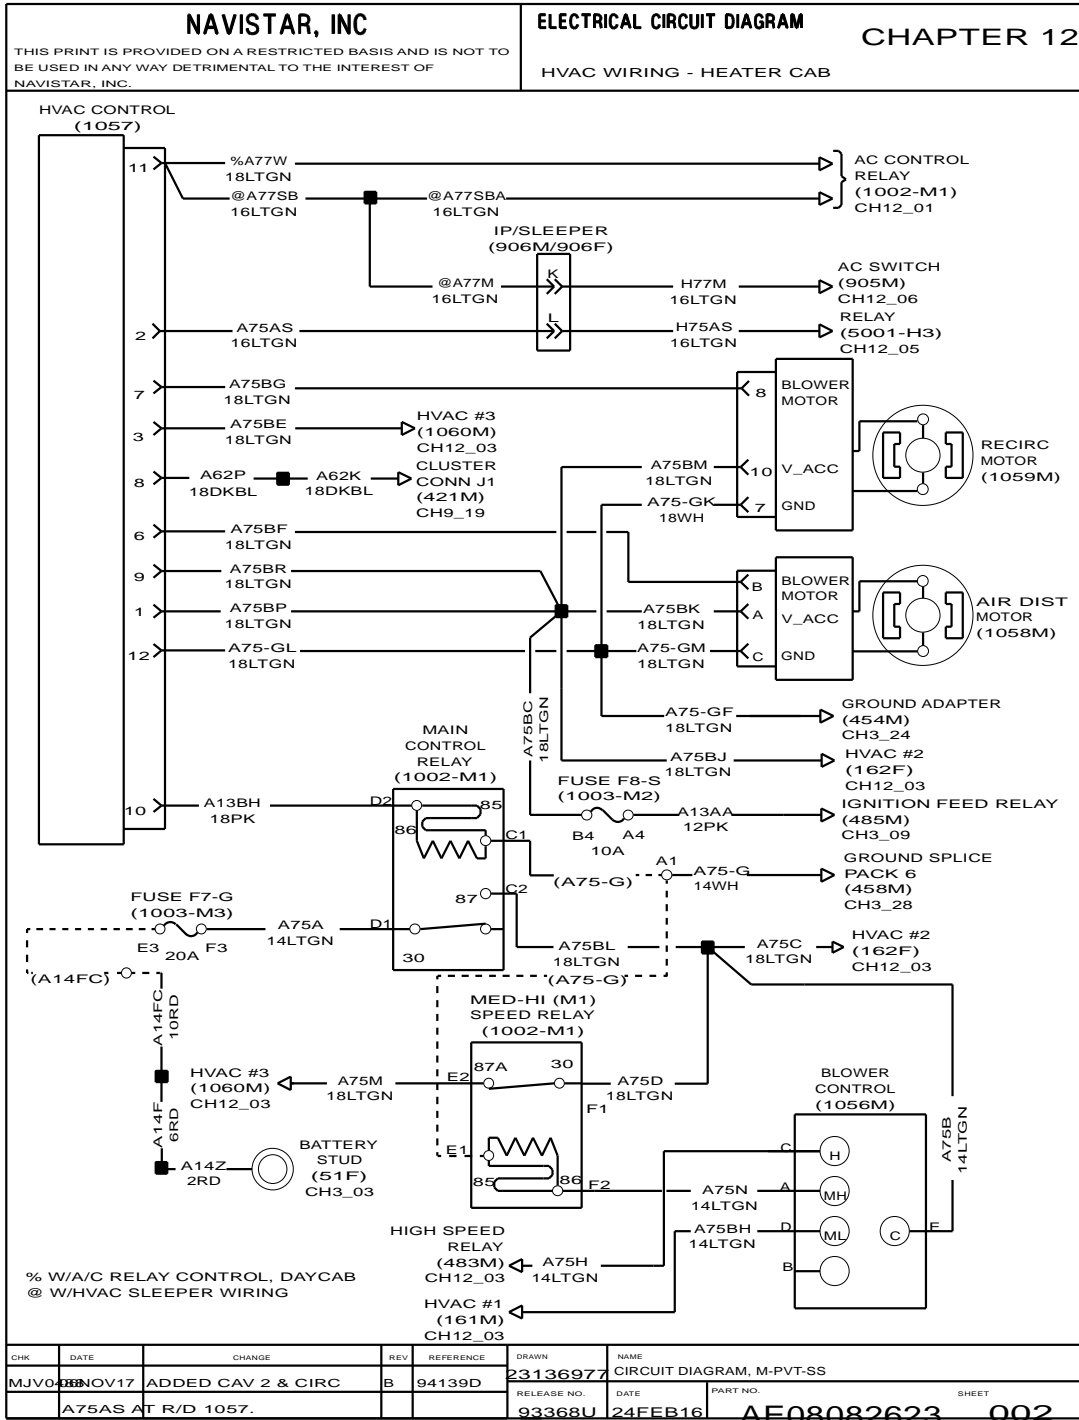 NAVISTAR, INC
THIS PRINT IS PROVIDED ON A RESTRICTED BASIS AND IS NOT TO
BE USED IN ANY WAY DETRIMENTAL TO THE INTEREST OF
NAVISTAR, INC.
ELECTRICAL CIRCUIT DIAGRAM
CHAPTER 12
HVAC WIRING - HEATER CAB
HVAC CONTROL
(1057)
11
%A77W
18LTGN
@A77SB
16LTGN
@A77SBA
16LTGN
AC CONTROL
RELAY
(1002-M1)
CH12_01
IP/SLEEPER
(906M/906F)
K
@A77M
16LTGN
H77M
16LTGN
AC SWITCH
(905M)
CH12_06
2
A75AS
16LTGN
L
H75AS
16LTGN
RELAY
(5001-H3)
CH12_05
7
A75BG
18LTGN
8
BLOWER
MOTOR
3
A75BE
18LTGN
HVAC #3
(1060M)
CH12_03
8
A62P
18DKBL
A62K
18DKBL
CLUSTER
CONN J1
(421M)
CH9_19
A75BM
18LTGN
10
V_ACC
A75-GK
18WH
7
GND
RECIRC
MOTOR
(1059M)
6
A75BF
18LTGN
9
A75BR
18LTGN
1
A75BP
18LTGN
12
A75-GL
18LTGN
B
BLOWER
MOTOR
A75BK
18LTGN
A
V_ACC
A75-GM
18LTGN
C
GND
AIR DIST
MOTOR
(1058M)
A75BC
18LTGN
A75-GF
18LTGN
GROUND ADAPTER
(454M)
CH3_24
A75BJ
18LTGN
HVAC #2
(162F)
CH12_03
MAIN
CONTROL
RELAY
(1002-M1)
10
A13BH
18PK
D2
85
86
C1
87
C2
D1
30
FUSE F8-S
(1003-M2)
B4
A4
10A
A13AA
12PK
IGNITION FEED RELAY
(485M)
CH3_09
(A75-G)
A1
A75-G
14WH
GROUND SPLICE
PACK 6
(458M)
CH3_28
FUSE F7-G
(1003-M3)
E3
F3
20A
A75A
14LTGN
A75BL
18LTGN
A75C
18LTGN
HVAC #2
(162F)
CH12_03
(A14FC)
A14FC
10RD
(A75-G)
MED-HI (M1)
SPEED RELAY
(1002-M1)
HVAC #3
(1060M)
CH12_03
A75M
18LTGN
E2
87A
30
A75D
18LTGN
F1
BLOWER
CONTROL
(1056M)
A75B
14LTGN
A14F
6RD
A14Z
2RD
BATTERY
STUD
(51F)
CH3_03
E1
85
86
F2
A75N
14LTGN
A75BH
14LTGN
C
H
A
MH
D
ML
B
C
E
HIGH SPEED
RELAY
(483M)
CH12_03
A75H
14LTGN
HVAC #1
(161M)
CH12_03
% W/A/C RELAY CONTROL, DAYCAB
@ W/HVAC SLEEPER WIRING
CHK DATE CHANGE REV REFERENCE
NOV17 ADDED CAV 2 & CIRC B 94139D
A75AS AT R/D 1057.
DRAWN
23136977
NAME
CIRCUIT DIAGRAM, M-PVT-SS
RELEASE NO.
93368U
DATE
24FEB16
PART NO.
AE08082623
SHEET
002